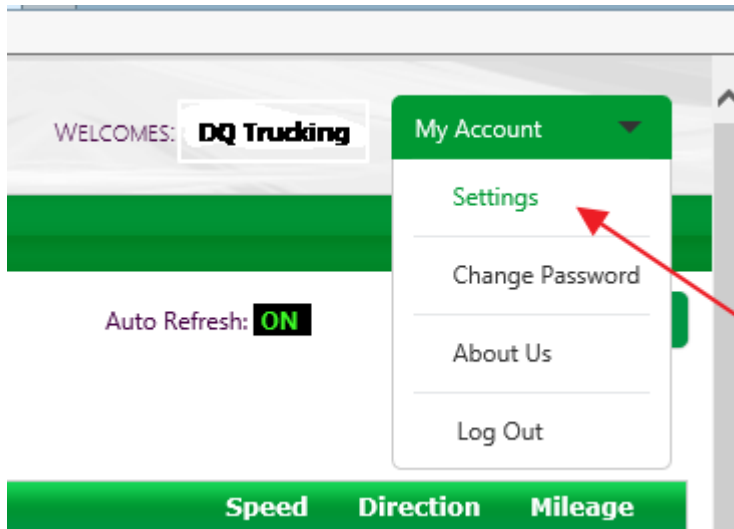 WELCOMES: DQ Trucking
My Account
Settings
Change Password
Auto Refresh: ON
About Us
Log Out
Speed Direction Mileage